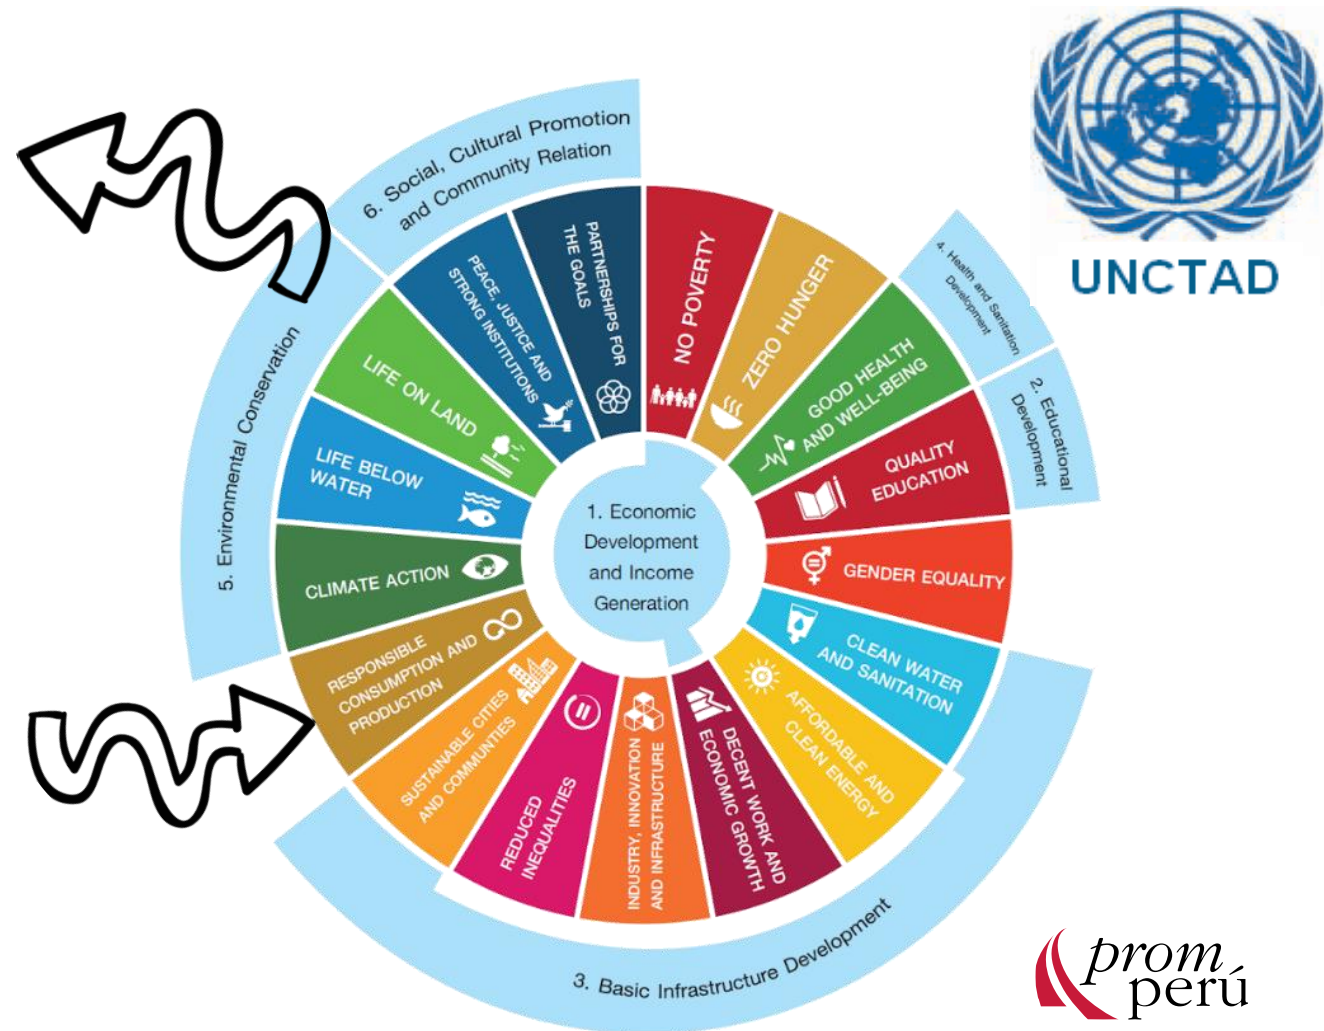 6. Social, Cultural Promotion
and Community Relation
4. Health and Sanitation
Development
2. Educational
Development
3. Basic Infrastructure Development
5. Environmental Conservation
1. Economic
Development
and Income
Generation
NO POVERTY
ZERO HUNGER
GOOD HEALTH
AND WELL-BEING
QUALITY
EDUCATION
GENDER EQUALITY
CLEAN WATER
AND SANITATION
AFFORDABLE AND
CLEAN ENERGY
DECENT WORK AND
ECONOMIC GROWTH
INDUSTRY, INNOVATION
AND INFRASTRUCTURE
REDUCED
INEQUALITIES
SUSTAINABLE CITIES
AND COMMUNTIES
RESPONSIBLE
CONSUMPTION AND
PRODUCTION
CLIMATE ACTION
LIFE BELOW
WATER
LIFE ON LAND
PEACE, JUSTICE AND
STRONG INSTITUTIONS
PARTNERSHIPS FOR
THE GOALS
UNCTAD
prom
perú